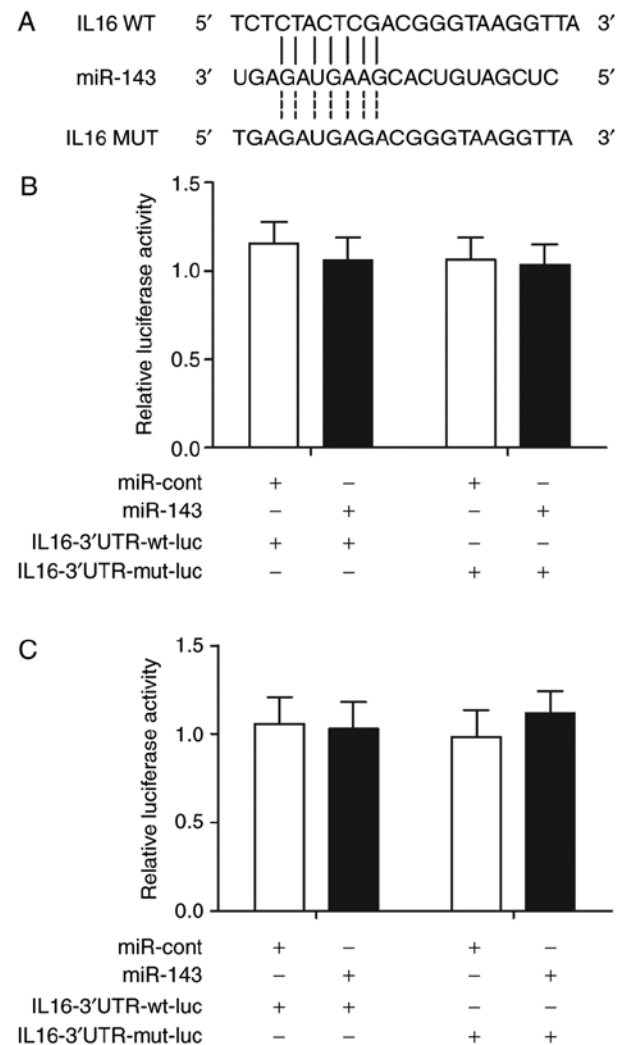 A
IL16 WT 5′ TCTCTACTCGACGGGTAAGGTTA 3′
miR-143 3′ UGAGAUGAAGCACUGUAGCUC 5′
IL16 MUT 5′ TGAGAUGAGACGGGTAAGGTTA 3′
B
Relative luciferase activity
1.5
1.0
0.5
0.0
miR-cont + − + −
miR-143 − + − +
IL16-3′UTR-wt-luc + + − −
IL16-3′UTR-mut-luc − − + +
C
Relative luciferase activity
1.5
1.0
0.5
0.0
miR-cont + − + −
miR-143 − + − +
IL16-3′UTR-wt-luc + + − −
IL16-3′UTR-mut-luc − − + +